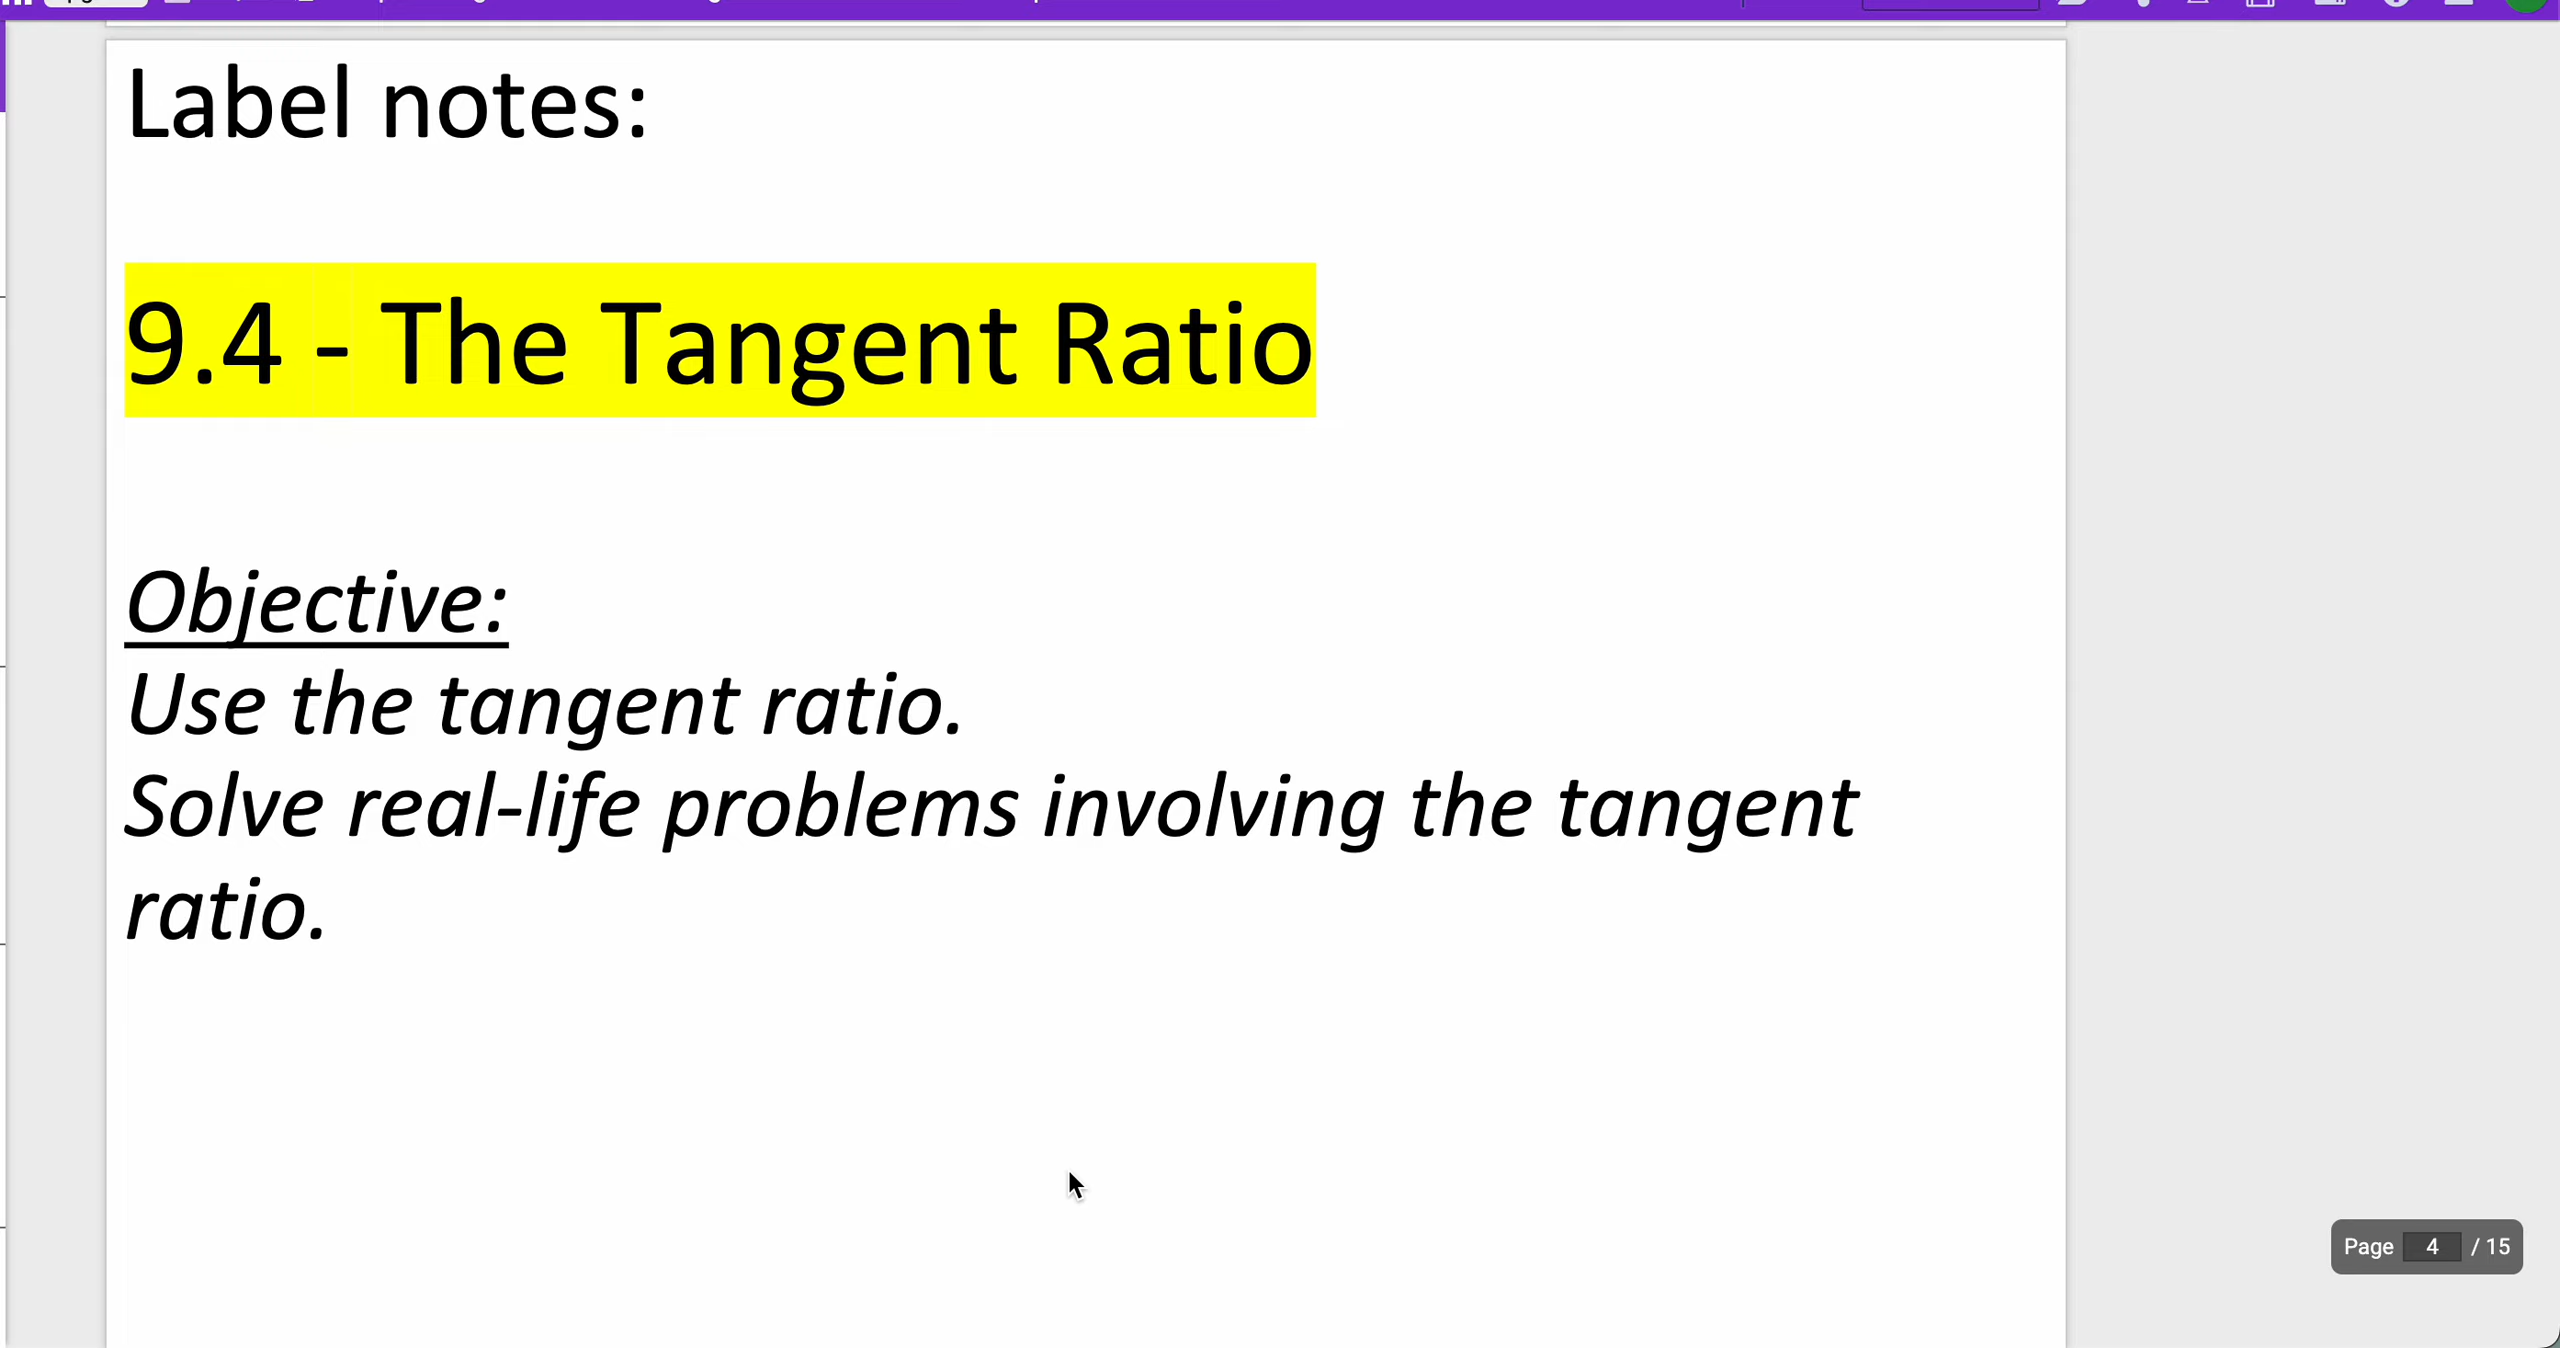 Label notes:
9.4 - The Tangent Ratio
Objective:
Use the tangent ratio.
Solve real-life problems involving the tangent
ratio.
Page 4 / 15